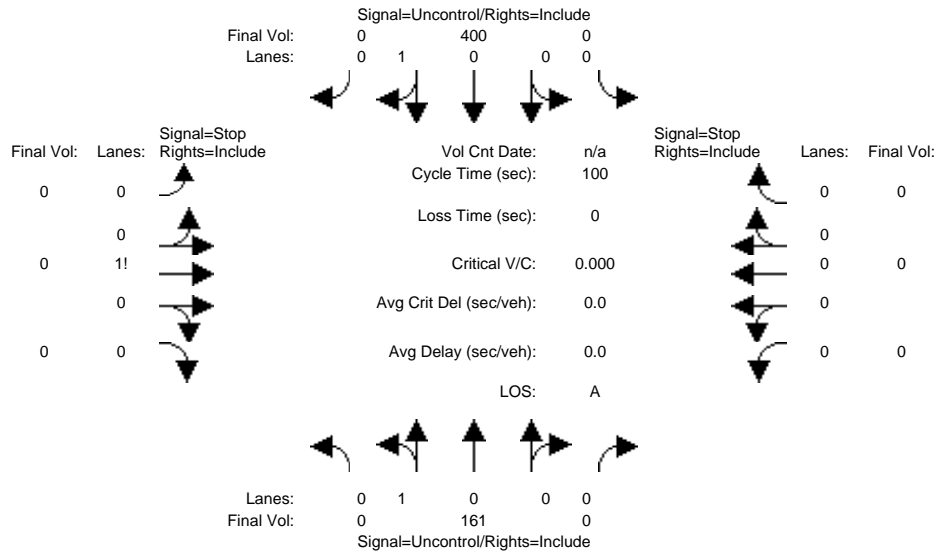 Signal=Uncontrol/Rights=Include
Final Vol: 0 400 0
Lanes: 0 1 0 0 0
Signal=Stop Signal=Stop
Final Vol: Lanes: Rights=Include Vol Cnt Date: n/a Rights=Include Lanes: Final Vol:
Cycle Time (sec): 100
0 0 0 0
Loss Time (sec): 0
0 0
0 1! Critical V/C: 0.000 0 0
0 Avg Crit Del (sec/veh): 0.0 0
0 0 Avg Delay (sec/veh): 0.0 0 0
LOS: A
Lanes: 0 1 0 0 0
Final Vol: 0 161 0
Signal=Uncontrol/Rights=Include